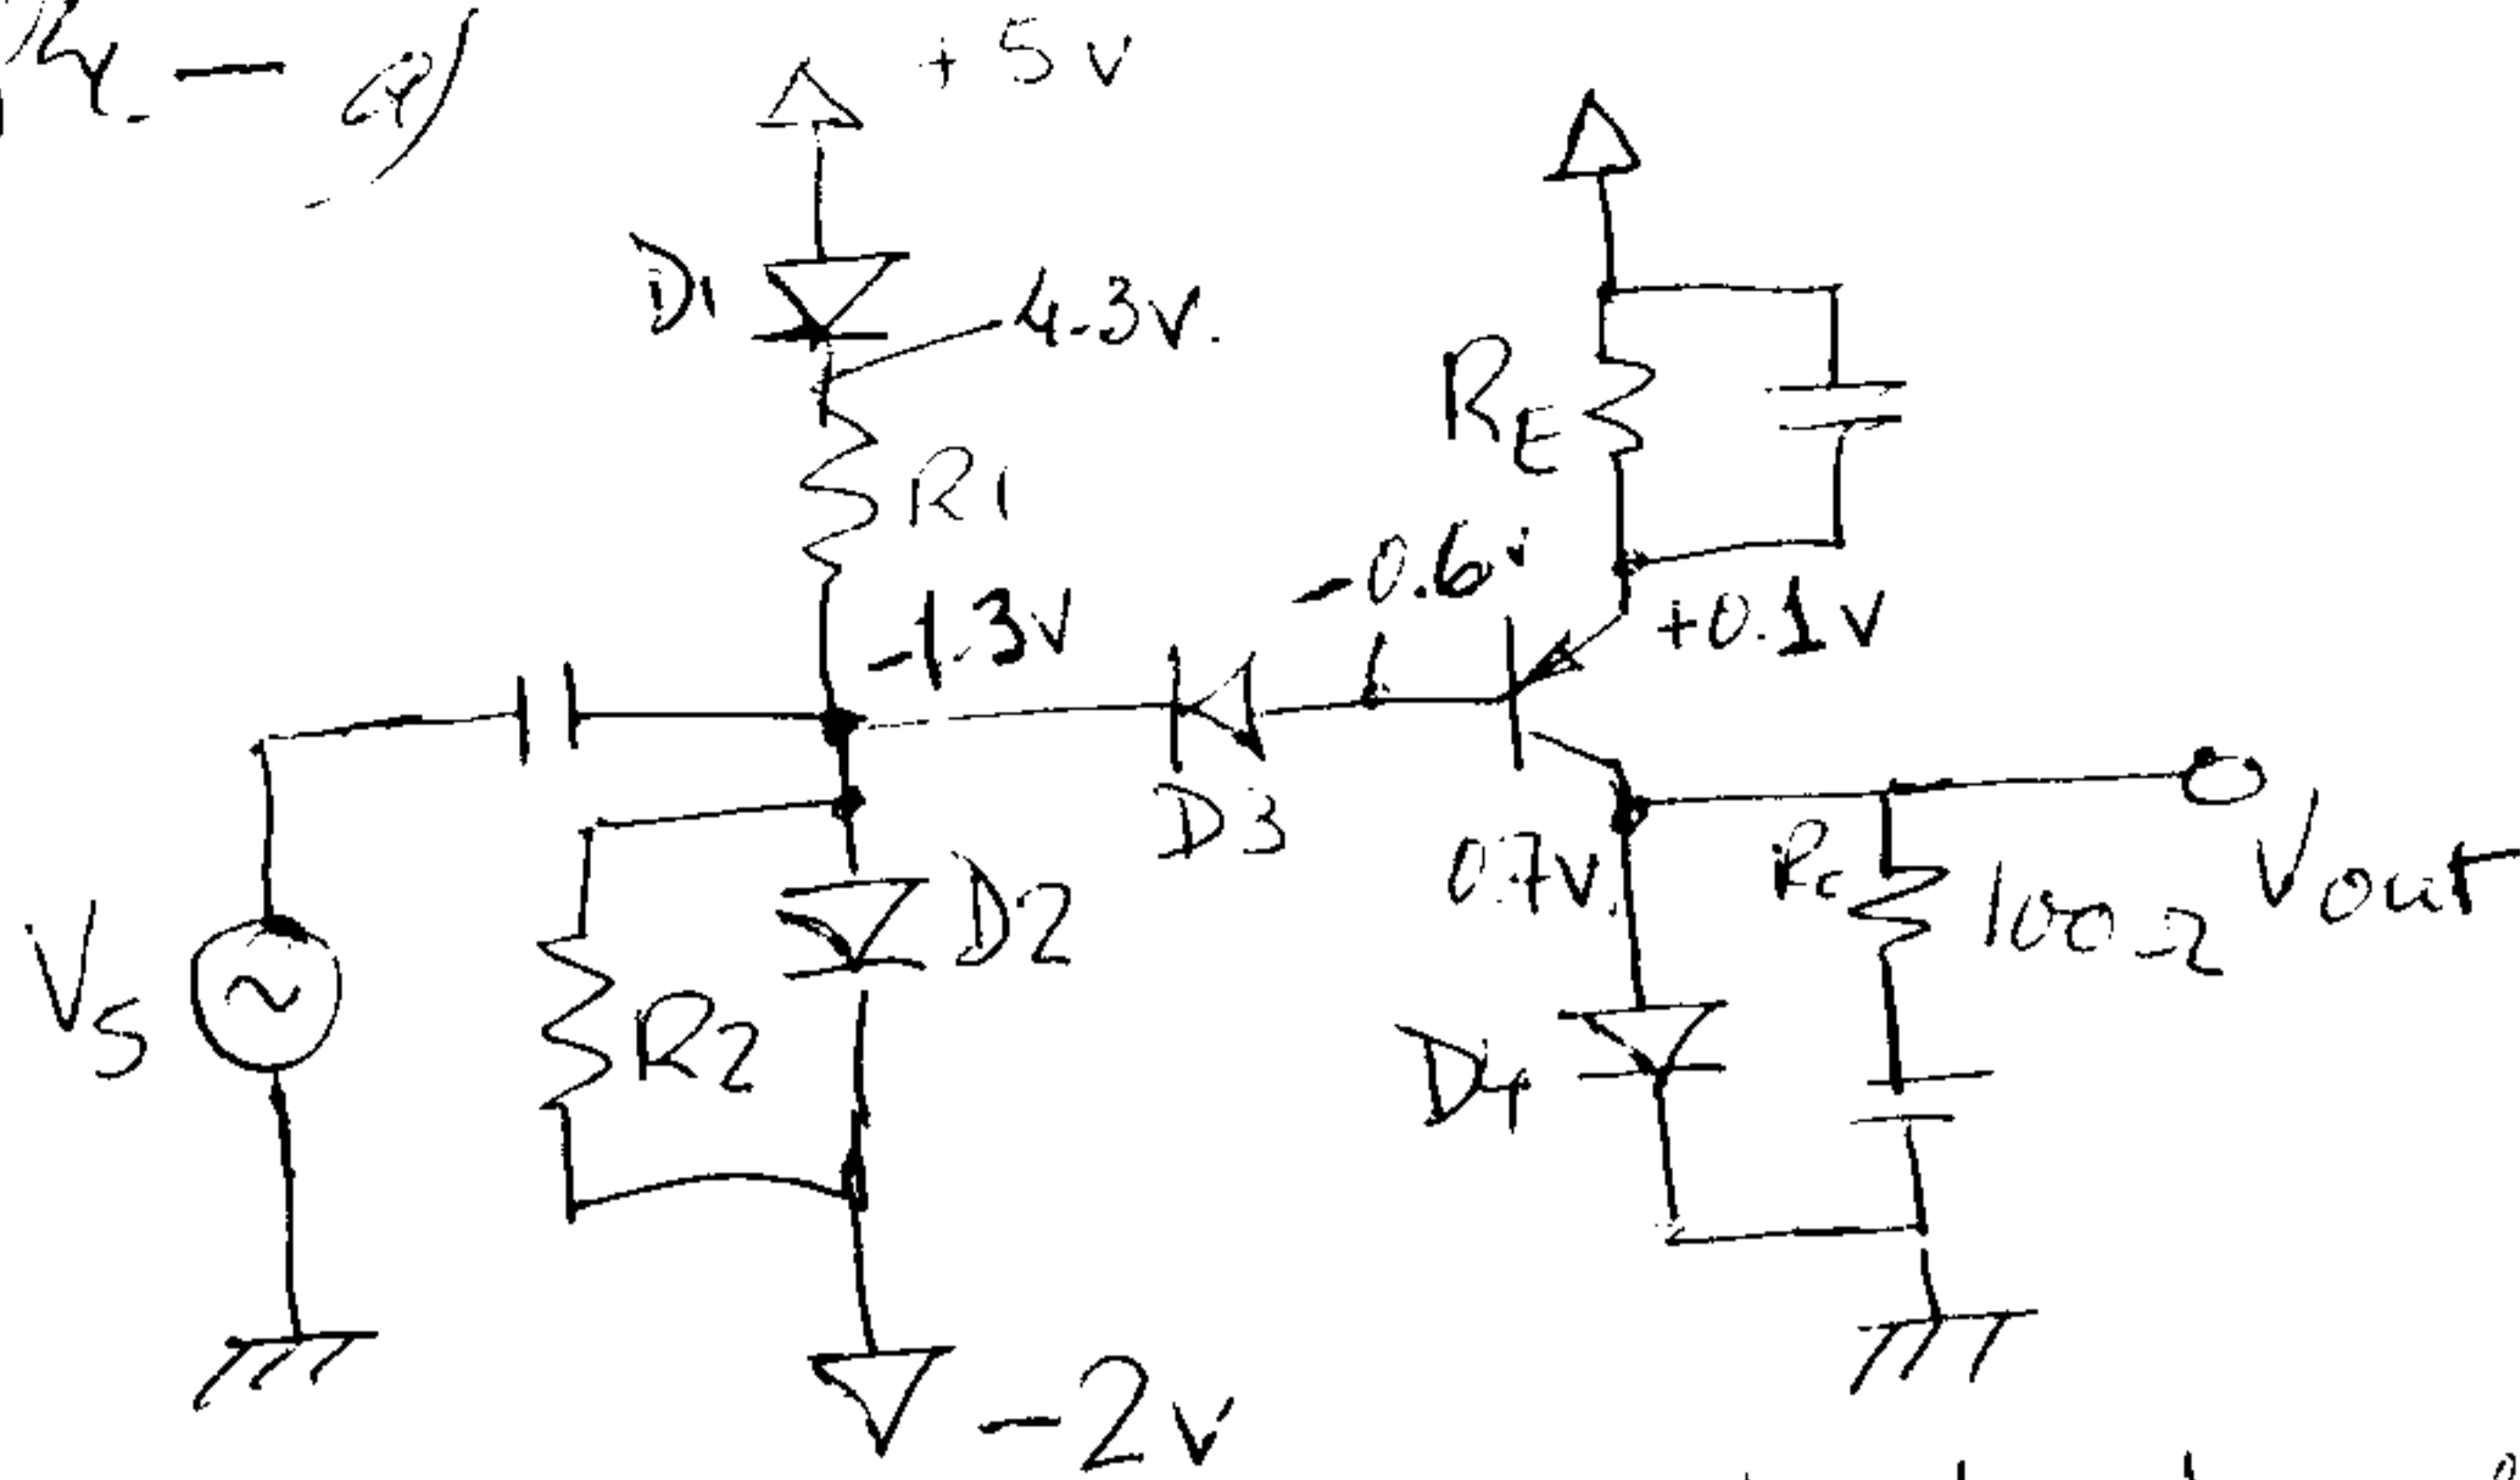 +5v
D1
4.3v.
R1
RE
-1.3v
-0.6v
+0.1v
D3
0.7v
Rc
100Ω
Vout
Vs
R2
D2
D4
-2v